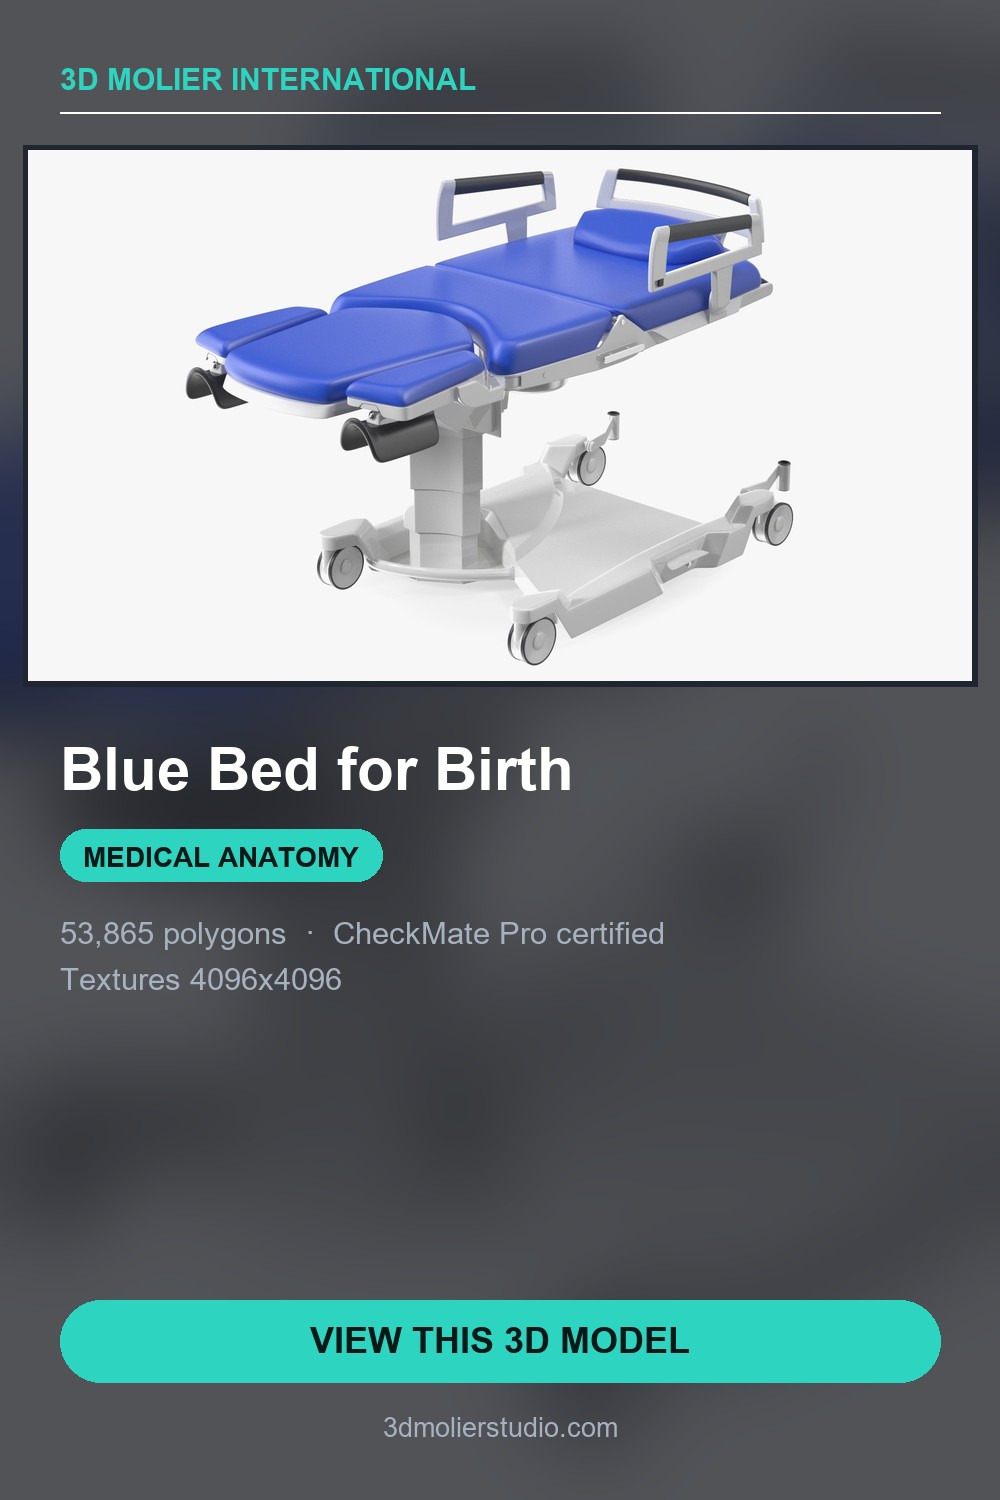 3D MOLIER INTERNATIONAL
Blue Bed for Birth
MEDICAL ANATOMY
53,865 polygons · CheckMate Pro certified
Textures 4096x4096
VIEW THIS 3D MODEL
3dmolierstudio.com